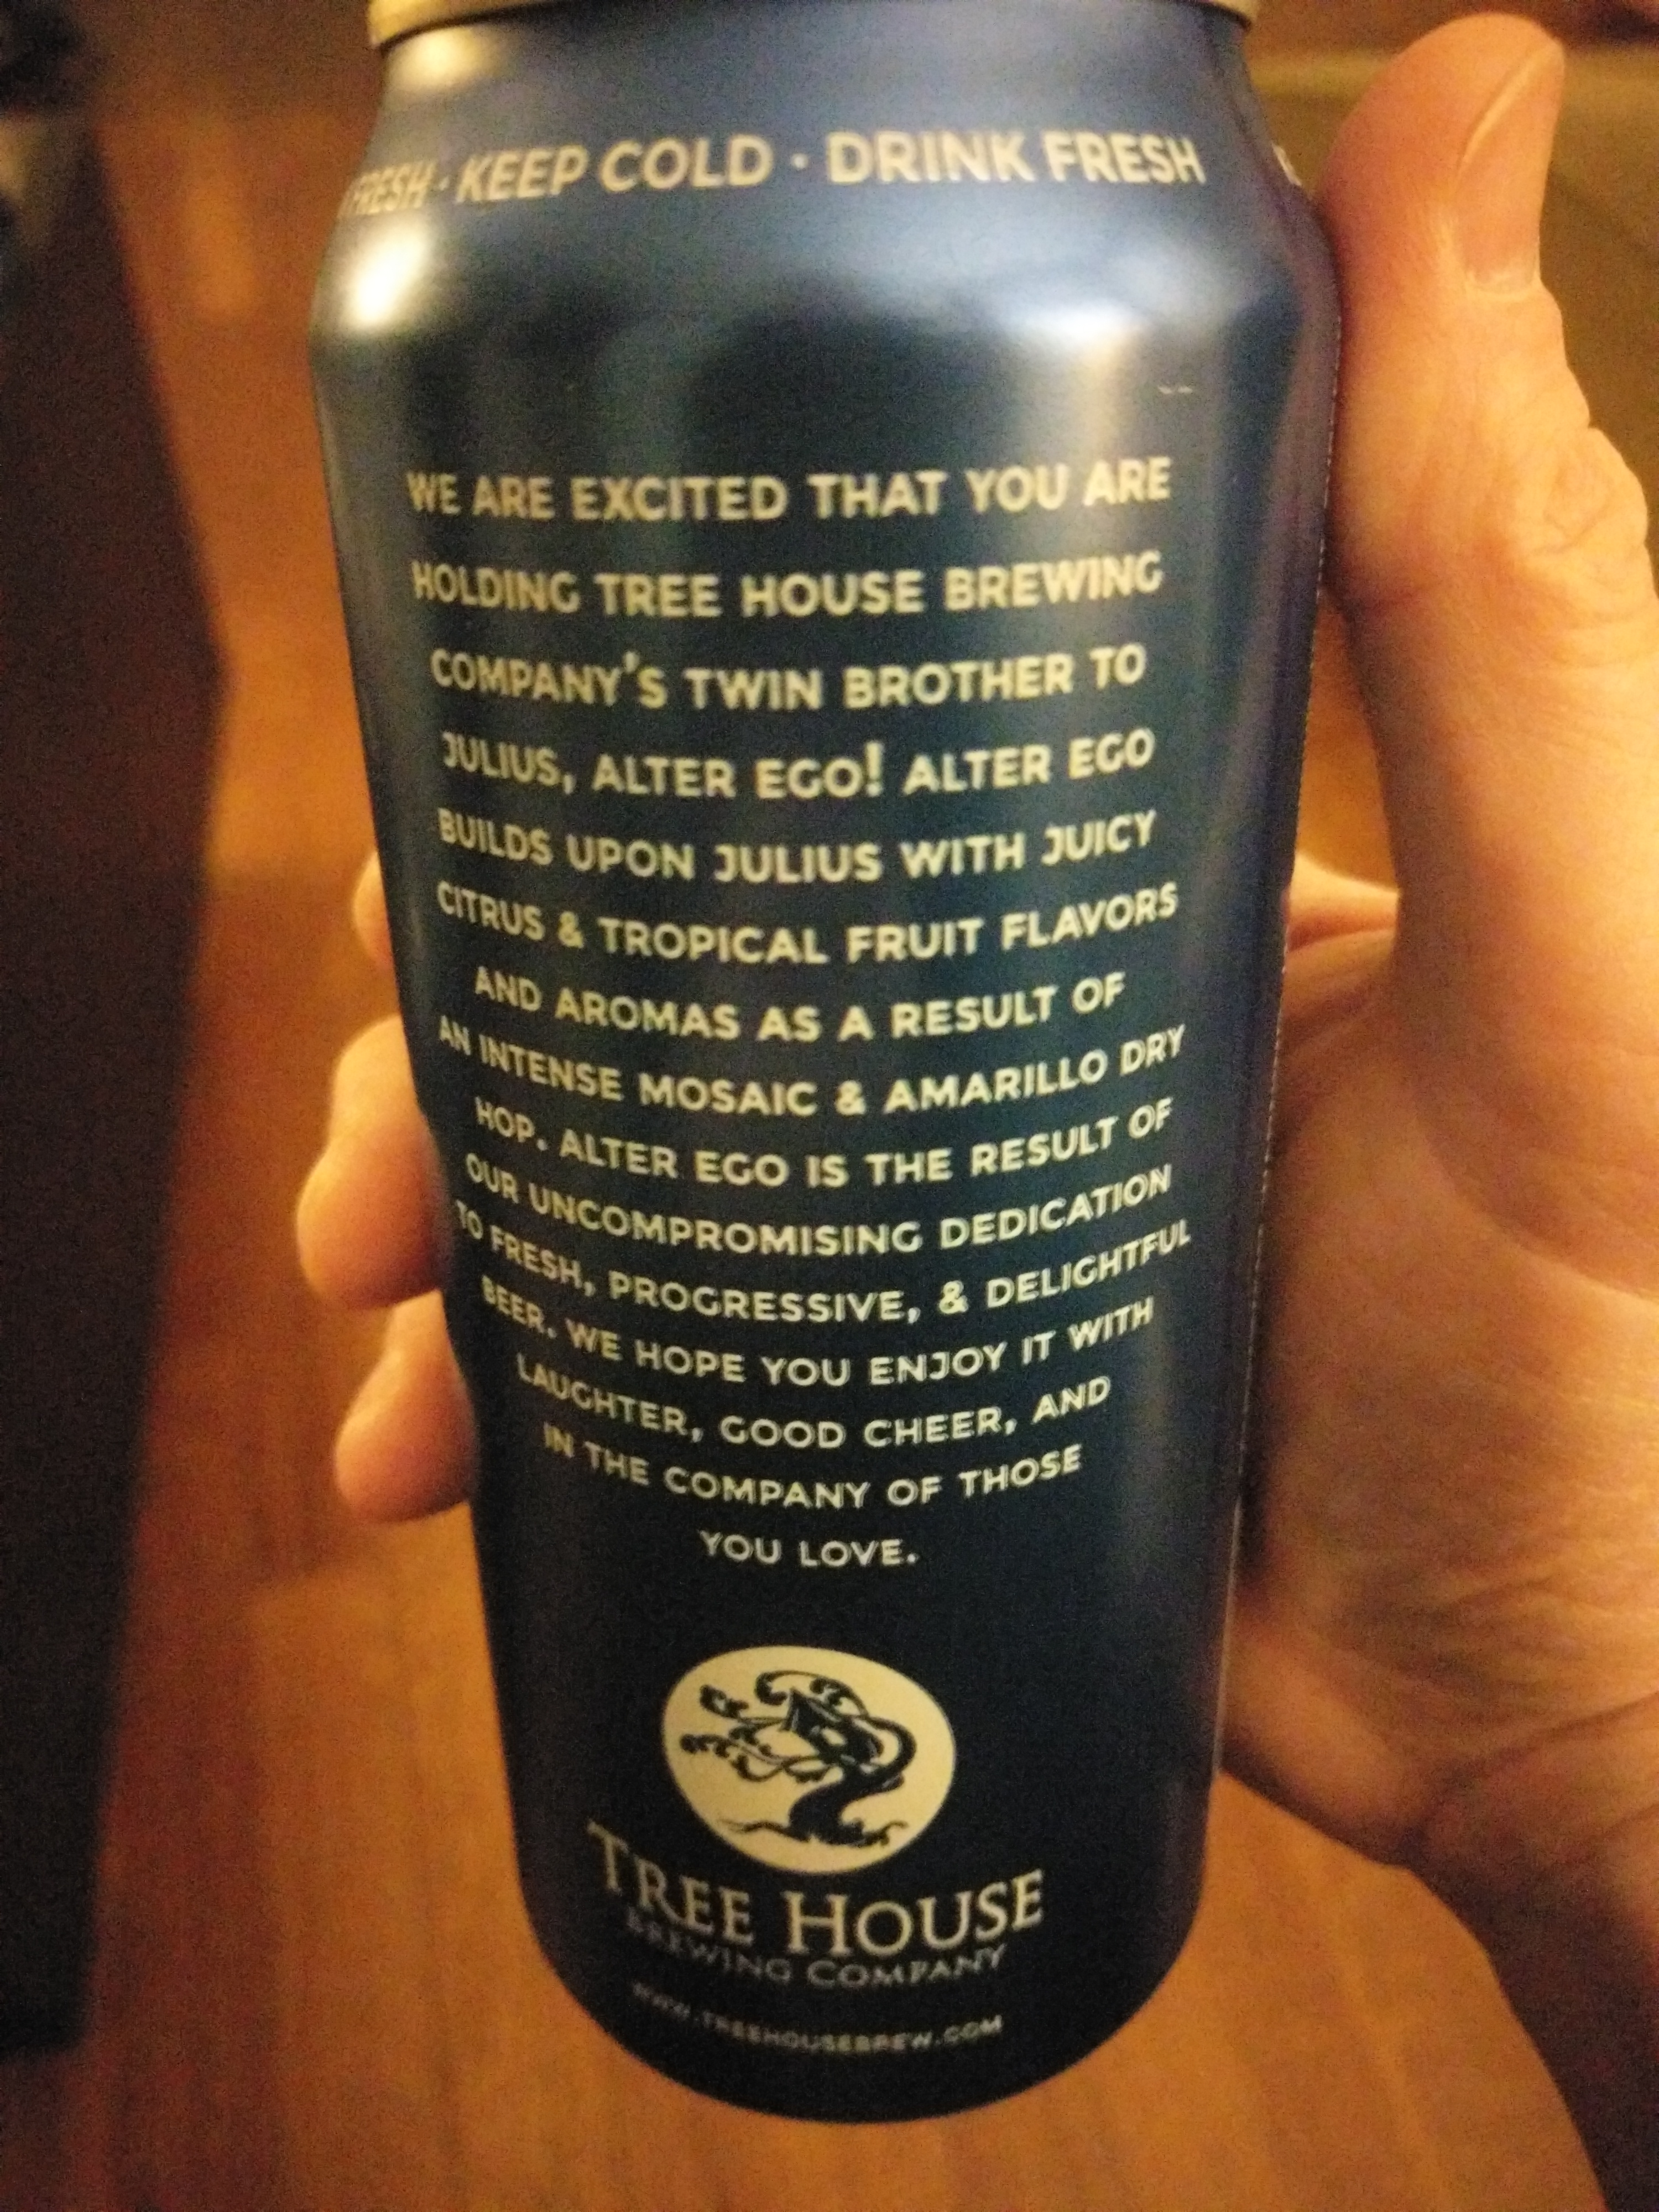 FRESH · KEEP COLD · DRINK FRESH
WE ARE EXCITED THAT YOU ARE
HOLDING TREE HOUSE BREWING
COMPANY'S TWIN BROTHER TO
JULIUS, ALTER EGO! ALTER EGO
BUILDS UPON JULIUS WITH JUICY
CITRUS & TROPICAL FRUIT FLAVORS
AND AROMAS AS A RESULT OF
AN INTENSE MOSAIC & AMARILLO DRY
HOP. ALTER EGO IS THE RESULT OF
OUR UNCOMPROMISING DEDICATION
TO FRESH, PROGRESSIVE, & DELIGHTFUL
BEER. WE HOPE YOU ENJOY IT WITH
LAUGHTER, GOOD CHEER, AND
IN THE COMPANY OF THOSE
YOU LOVE.
TREE HOUSE
BREWING COMPANY
WWW.TREEHOUSEBREW.COM